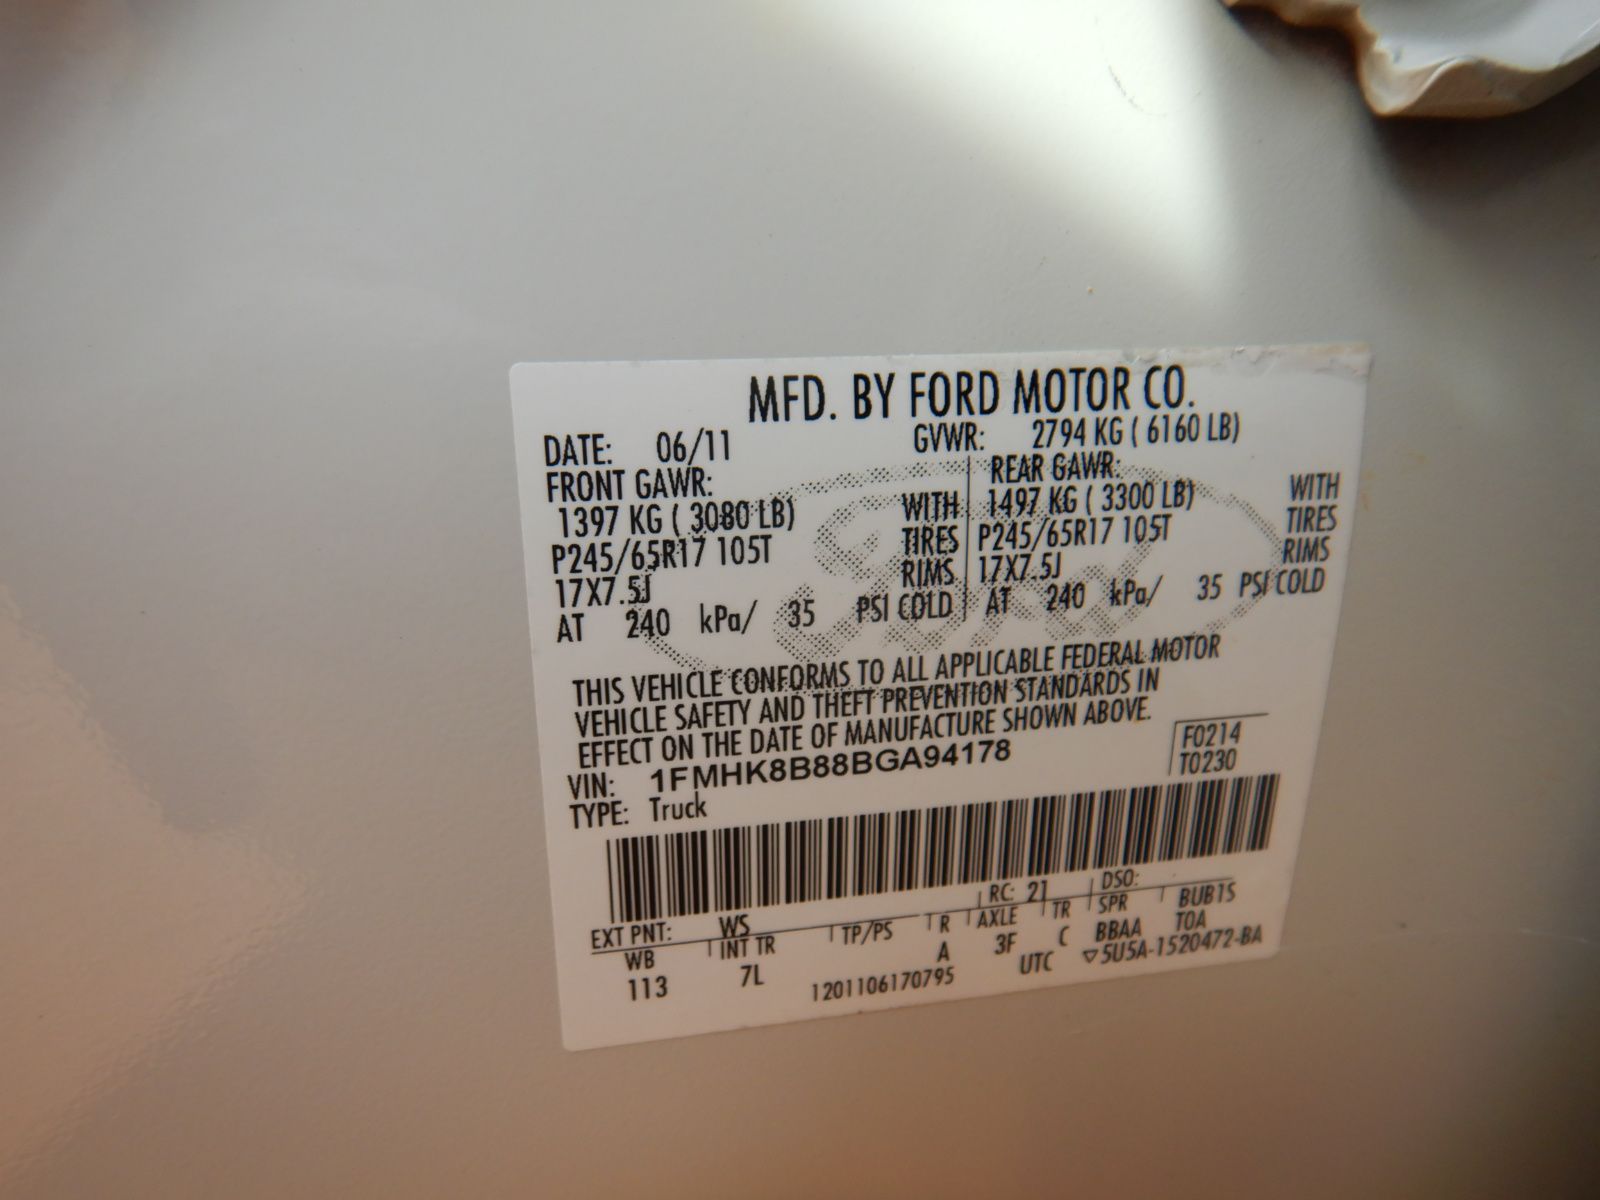 MFD. BY FORD MOTOR CO.
DATE: 06/11 GVWR: 2794 KG ( 6160 LB)
FRONT GAWR: REAR GAWR:
1397 KG ( 3080 LB) WITH 1497 KG ( 3300 LB) WITH
P245/65R17 105T TIRES P245/65R17 105T TIRES
17X7.5J RIMS 17X7.5J RIMS
AT 240 kPa/ 35 PSI COLD AT 240 kPa/ 35 PSI COLD
Ford
THIS VEHICLE CONFORMS TO ALL APPLICABLE FEDERAL MOTOR
VEHICLE SAFETY AND THEFT PREVENTION STANDARDS IN
EFFECT ON THE DATE OF MANUFACTURE SHOWN ABOVE.
VIN: 1FMHK8B88BGA94178 F0214
TYPE: Truck T0230
EXT PNT: WS RC: 21 DSO:
WB INT TR TP/PS R AXLE TR SPR BUB1S
113 7L A 3F C BBAA T0A
1201106170795 UTC ▽5U5A-1520472-BA